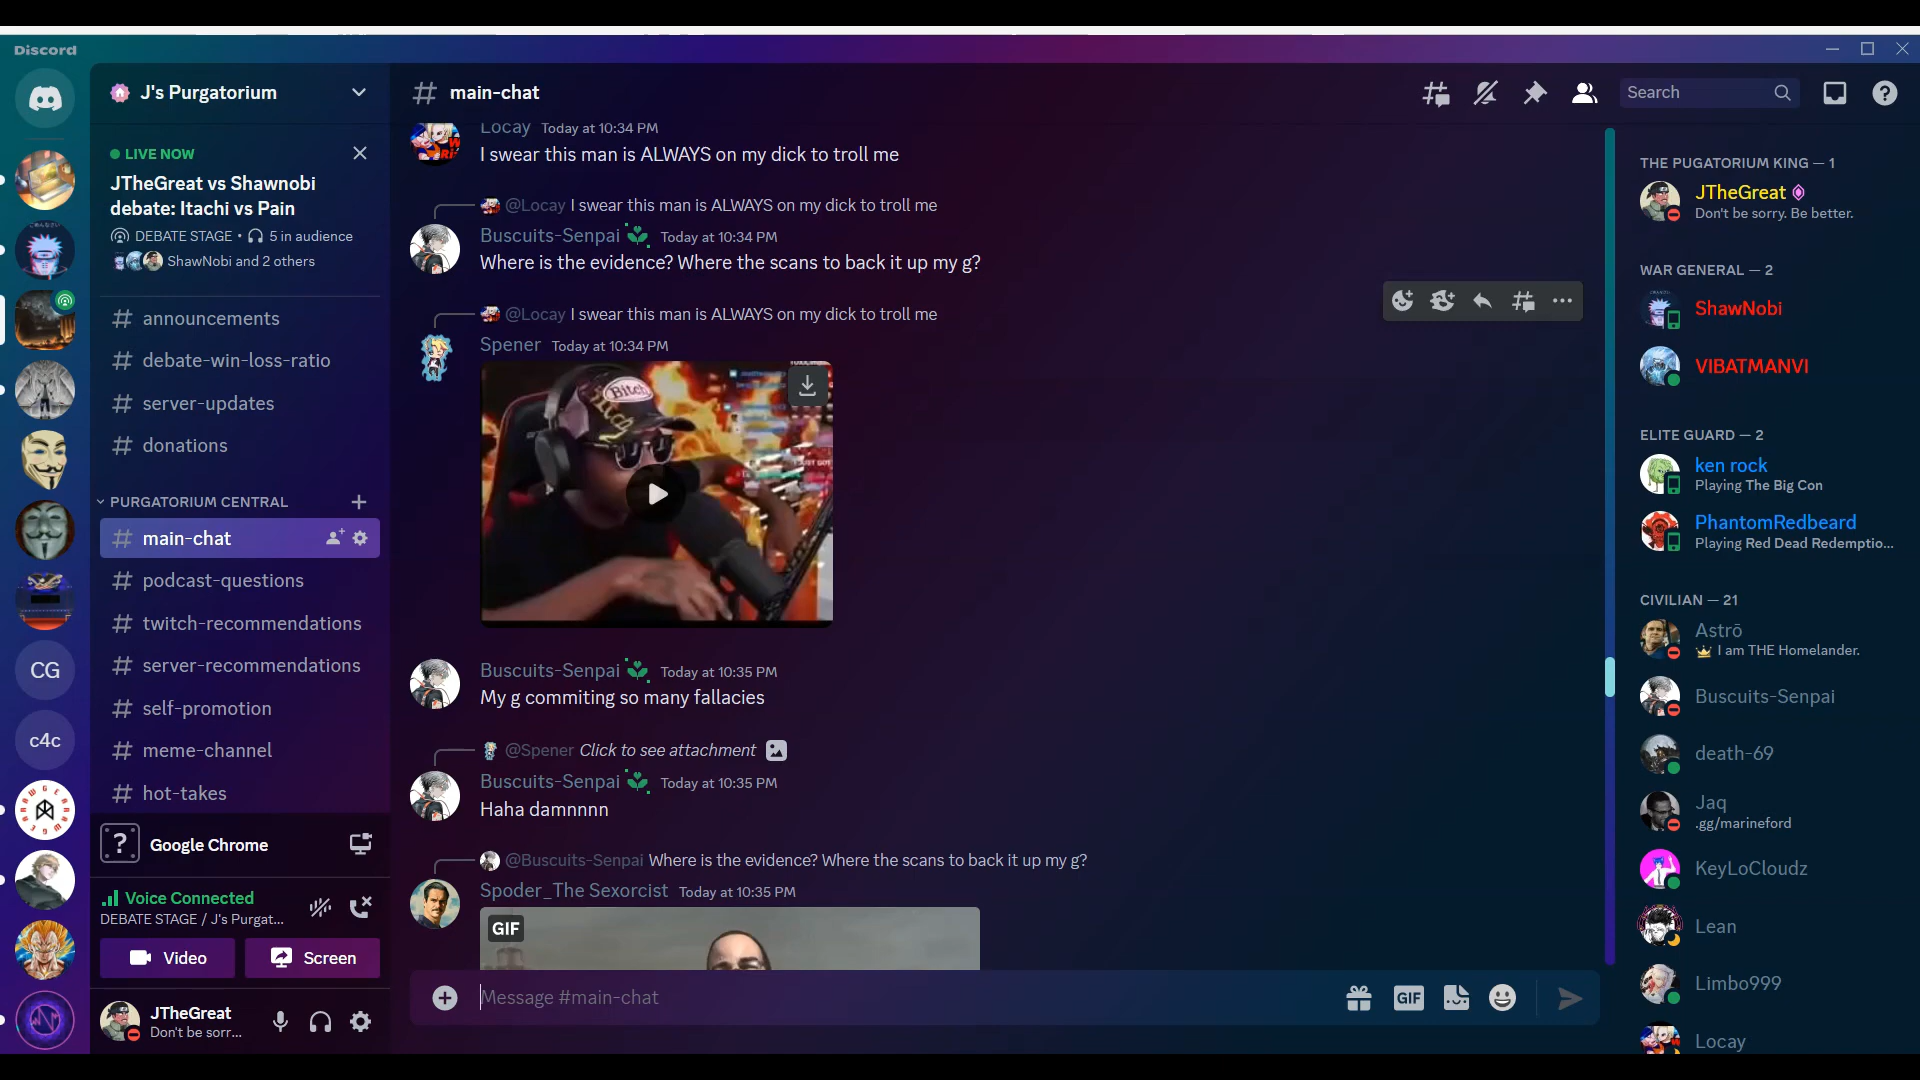 Discord
J's Purgatorium
LIVE NOW
JTheGreat vs Shawnobi
debate: Itachi vs Pain
DEBATE STAGE • 5 in audience
ShawNobi and 2 others
announcements
debate-win-loss-ratio
server-updates
donations
PURGATORIUM CENTRAL
main-chat
podcast-questions
twitch-recommendations
server-recommendations
self-promotion
meme-channel
hot-takes
Google Chrome
Voice Connected
DEBATE STAGE / J's Purgat...
Video
Screen
JTheGreat
Don't be sorr...
CG
c4c
main-chat
Search
Locay Today at 10:34 PM
I swear this man is ALWAYS on my dick to troll me
@Locay I swear this man is ALWAYS on my dick to troll me
Buscuits-Senpai Today at 10:34 PM
Where is the evidence? Where the scans to back it up my g?
@Locay I swear this man is ALWAYS on my dick to troll me
Spener Today at 10:34 PM
Bitch
Buscuits-Senpai Today at 10:35 PM
My g commiting so many fallacies
@Spener Click to see attachment
Buscuits-Senpai Today at 10:35 PM
Haha damnnnn
@Buscuits-Senpai Where is the evidence? Where the scans to back it up my g?
Spoder_The Sexorcist Today at 10:35 PM
GIF
Message #main-chat
GIF
THE PUGATORIUM KING — 1
JTheGreat
Don't be sorry. Be better.
WAR GENERAL — 2
ShawNobi
VIBATMANVI
ELITE GUARD — 2
ken rock
Playing The Big Con
PhantomRedbeard
Playing Red Dead Redemptio...
CIVILIAN — 21
Astrō
I am THE Homelander.
Buscuits-Senpai
death-69
Jaq
.gg/marineford
KeyLoCloudz
Lean
Limbo999
Locay